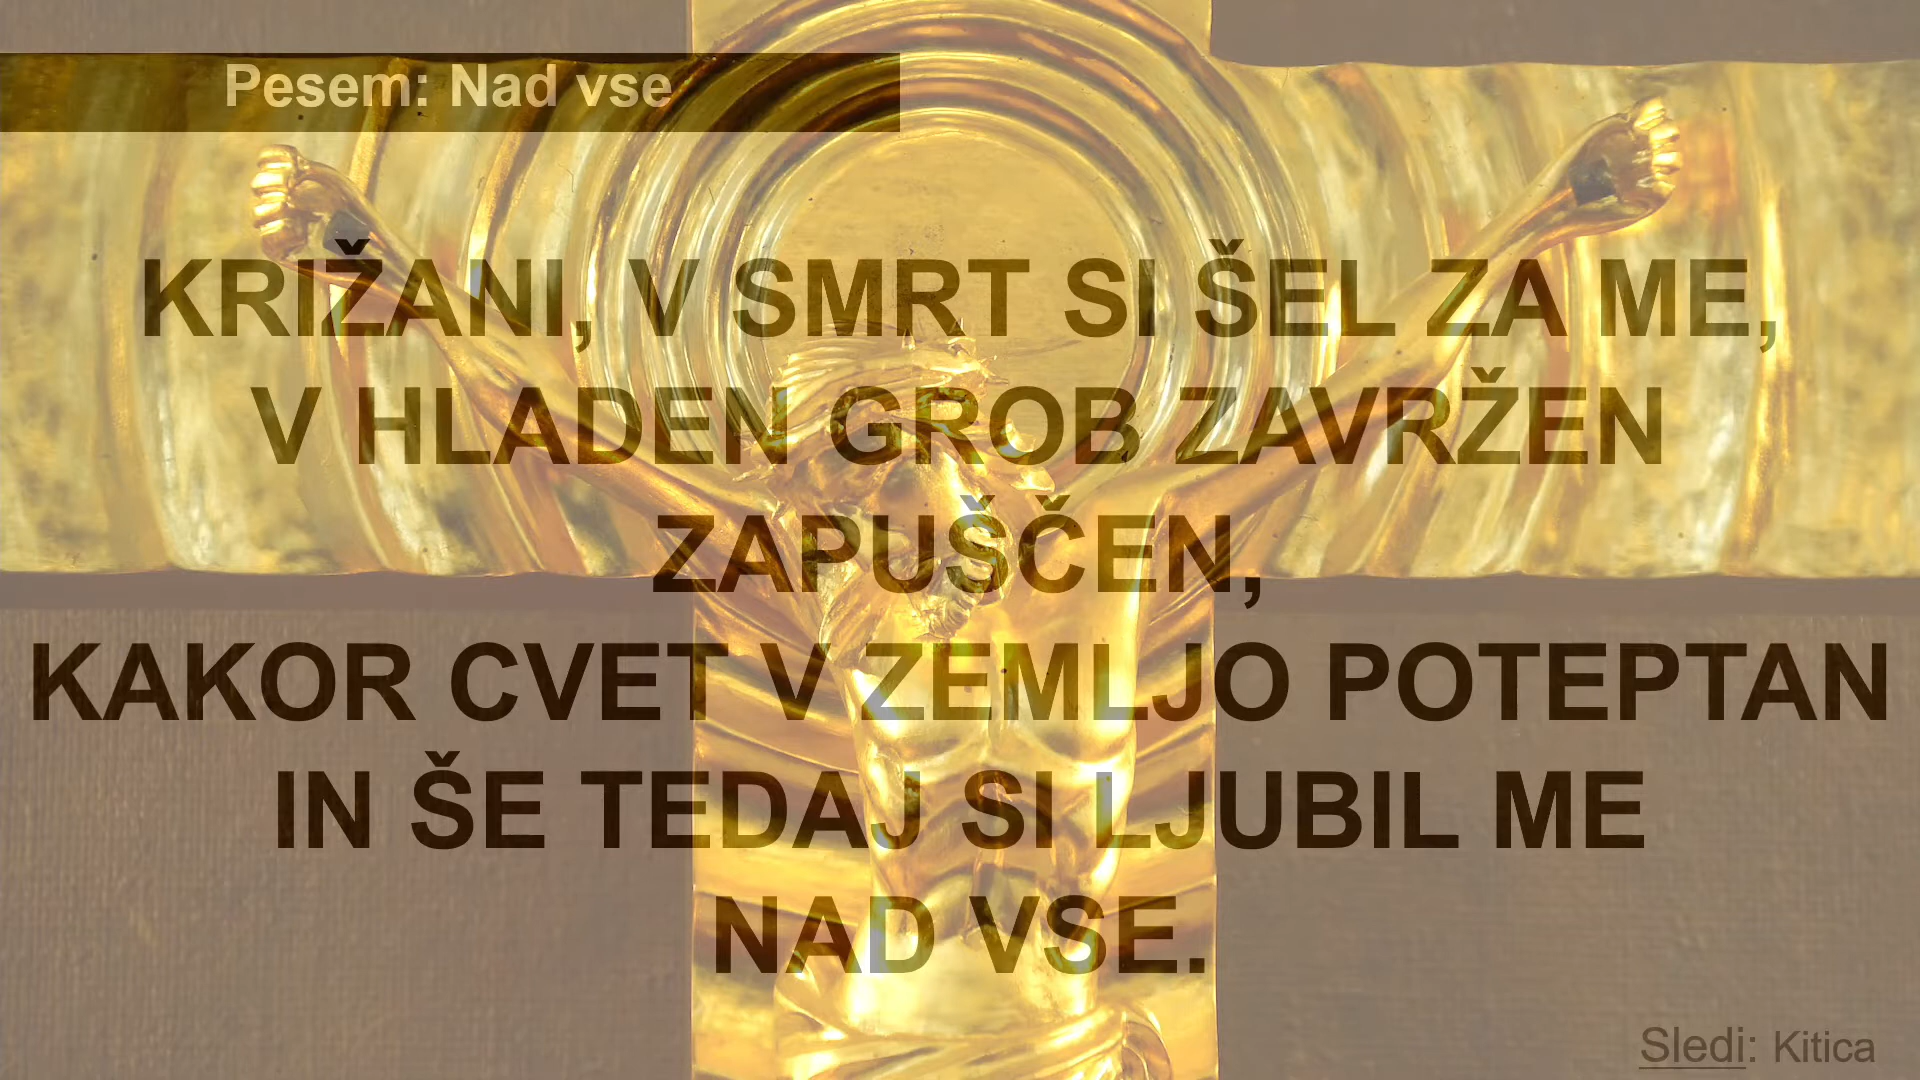 Pesem: Nad vse
KRIŽANI, V SMRT SI ŠEL ZA ME,
V HLADEN GROB ZAVRŽEN
ZAPUŠČEN,
KAKOR CVET V ZEMLJO POTEPTAN
IN ŠE TEDAJ SI LJUBIL ME
NAD VSE.
Sledi: Kitica